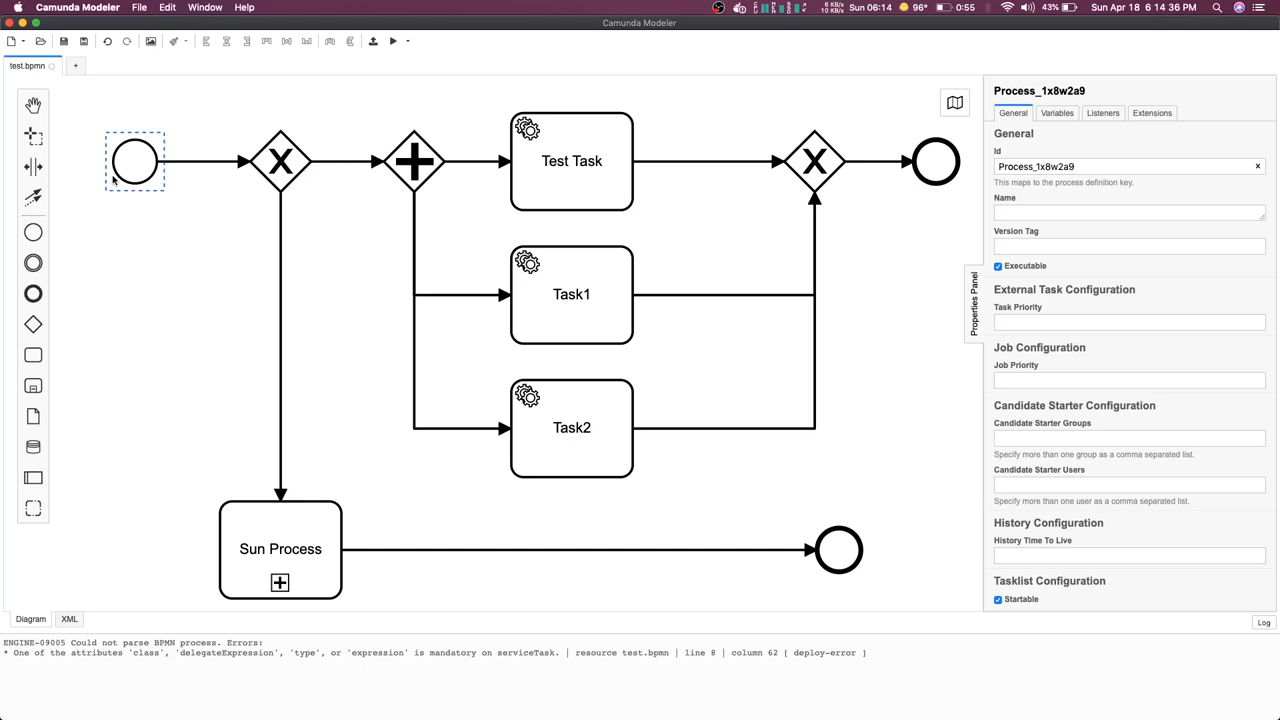 Camunda Modeler File Edit Window Help
6 KB/s 0 KB/s Sun 06:14 96° 0:55 43% Sun Apr 18 6:14:36 PM
Camunda Modeler
test.bpmn
+
Process_1x8w2a9
General Variables Listeners Extensions
General
Id
Process_1x8w2a9 ×
This maps to the process definition key.
Name
Version Tag
Executable
External Task Configuration
Task Priority
Job Configuration
Job Priority
Candidate Starter Configuration
Candidate Starter Groups
Specify more than one group as a comma separated list.
Candidate Starter Users
Specify more than one user as a comma separated list.
History Configuration
History Time To Live
Tasklist Configuration
Startable
Properties Panel
Test Task
Task1
Task2
Sun Process
Diagram XML
Log
ENGINE-09005 Could not parse BPMN process. Errors:
* One of the attributes 'class', 'delegateExpression', 'type', or 'expression' is mandatory on serviceTask. | resource test.bpmn | line 8 | column 62 [ deploy-error ]